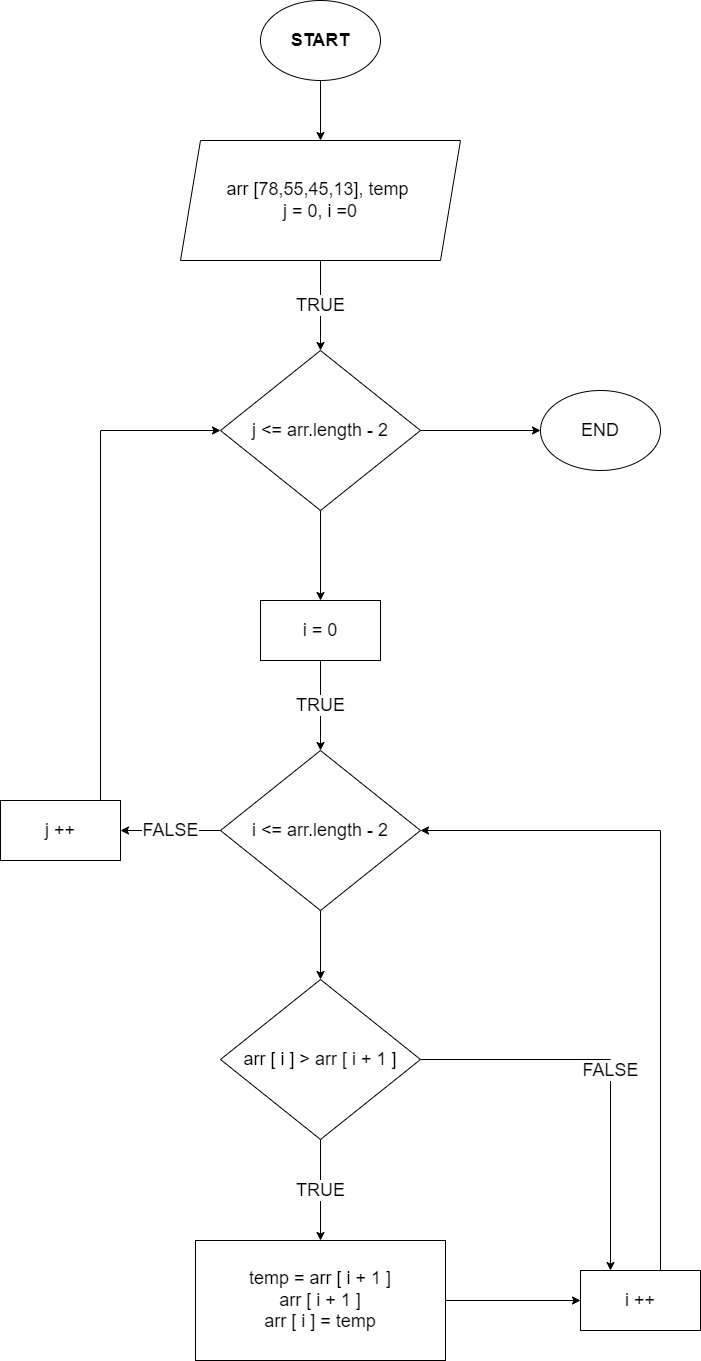 START
arr [78,55,45,13], temp
j = 0, i =0
TRUE
j <= arr.length - 2
END
i = 0
TRUE
i <= arr.length - 2
FALSE
j ++
arr [ i ] > arr [ i + 1 ]
FALSE
TRUE
temp = arr [ i + 1 ]
arr [ i + 1 ]
arr [ i ] = temp
i ++